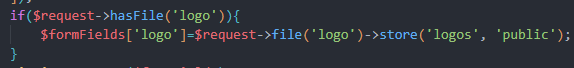 if($request->hasFile('logo')){
$formFields['logo']=$request->file('logo')->store('logos', 'public');
}